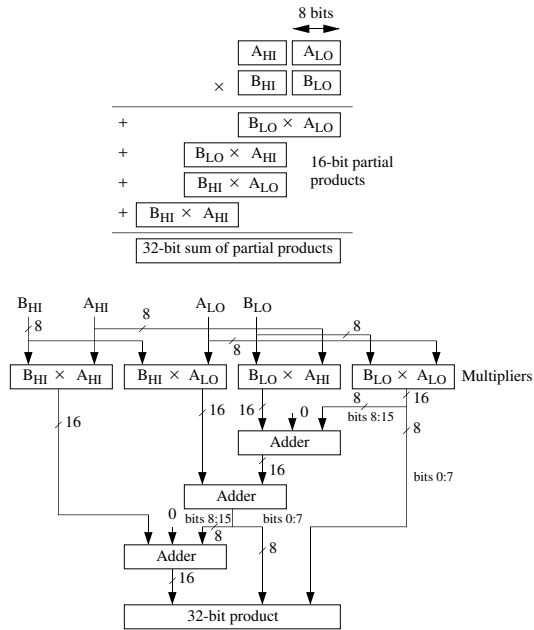 8 bits
A_HI A_LO
× B_HI B_LO
+ B_LO × A_LO
+ B_LO × A_HI
16-bit partial
+ B_HI × A_LO
products
+ B_HI × A_HI
32-bit sum of partial products
B_HI A_HI A_LO B_LO
8 8 8 8
B_HI × A_HI B_HI × A_LO B_LO × A_HI B_LO × A_LO Multipliers
16 16 16 0 8 16
bits 8:15
8
Adder
16
bits 0:7
Adder
0 bits 8:15 bits 0:7
8 8
Adder
16
32-bit product